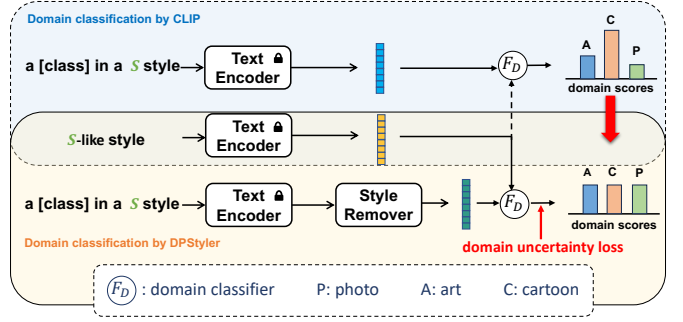 Domain classification by CLIP
a [class] in a S style
Text
Encoder
F_D
A C P
domain scores
S-like style
Text
Encoder
a [class] in a S style
Text
Encoder
Style
Remover
F_D
A C P
domain scores
Domain classification by DPStyler
domain uncertainty loss
F_D : domain classifier P: photo A: art C: cartoon